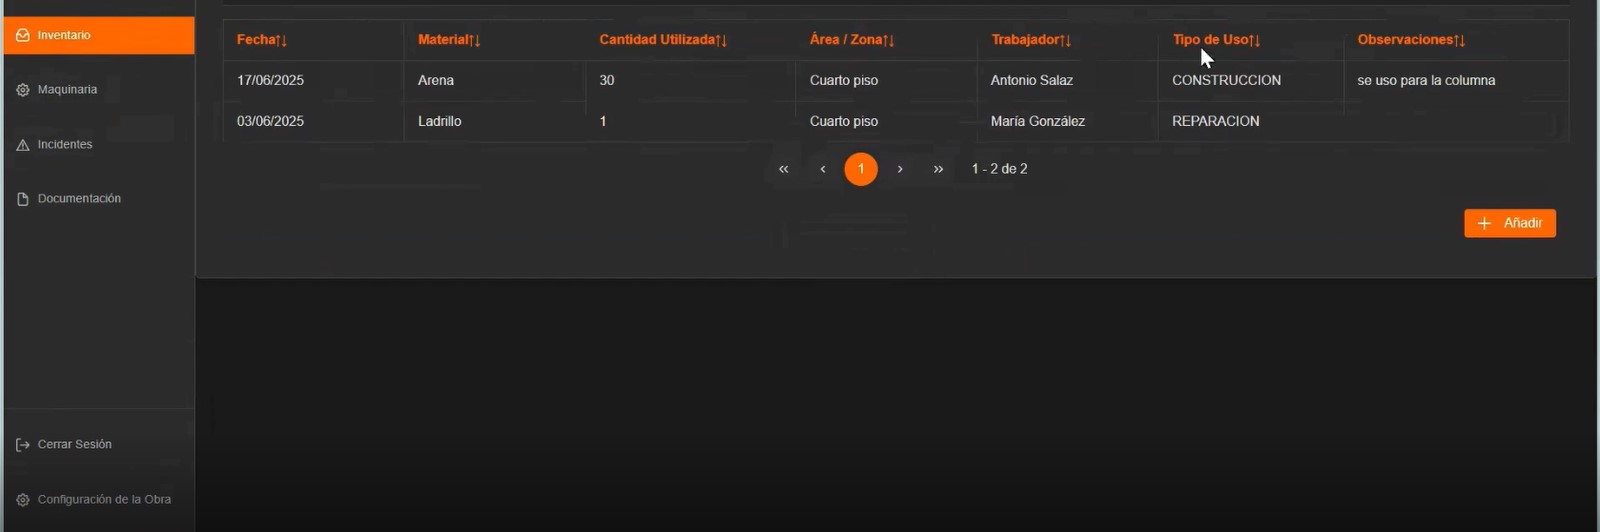 Inventario
Maquinaria
Incidentes
Documentación
Cerrar Sesión
Configuración de la Obra
Fecha↑↓ Material↑↓ Cantidad Utilizada↑↓ Área / Zona↑↓ Trabajador↑↓ Tipo de Uso↑↓ Observaciones↑↓
17/06/2025 Arena 30 Cuarto piso Antonio Salaz CONSTRUCCION se uso para la columna
03/06/2025 Ladrillo 1 Cuarto piso María González REPARACION
« ‹ 1 › » 1 - 2 de 2
+ Añadir